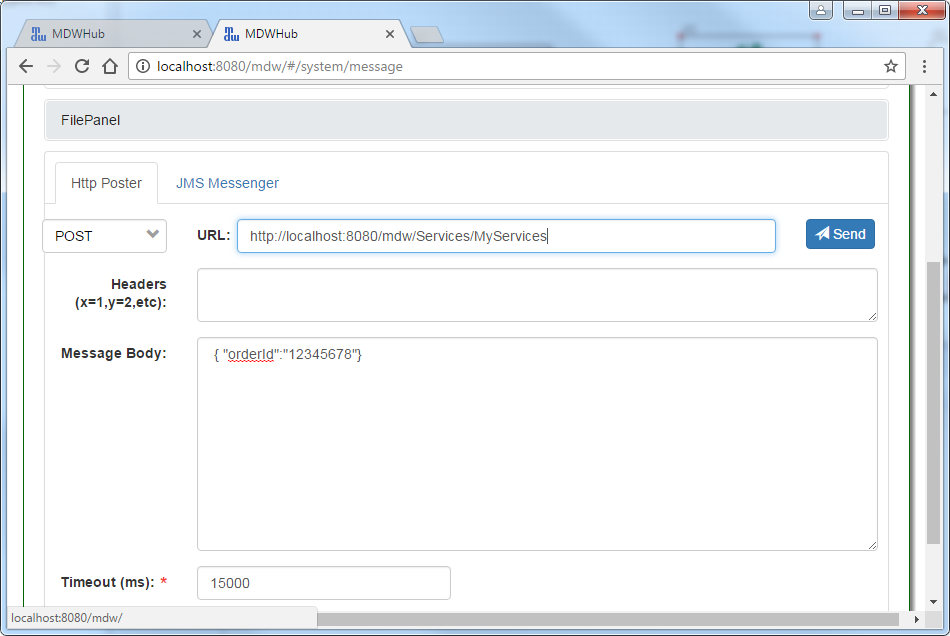 MDWHub
MDWHub
localhost:8080/mdw/#/system/message
FilePanel
Http Poster
JMS Messenger
POST
URL:
http://localhost:8080/mdw/Services/MyServices
Send
Headers
(x=1,y=2,etc):
Message Body:
{ "orderId":"12345678"}
Timeout (ms): *
15000
localhost:8080/mdw/